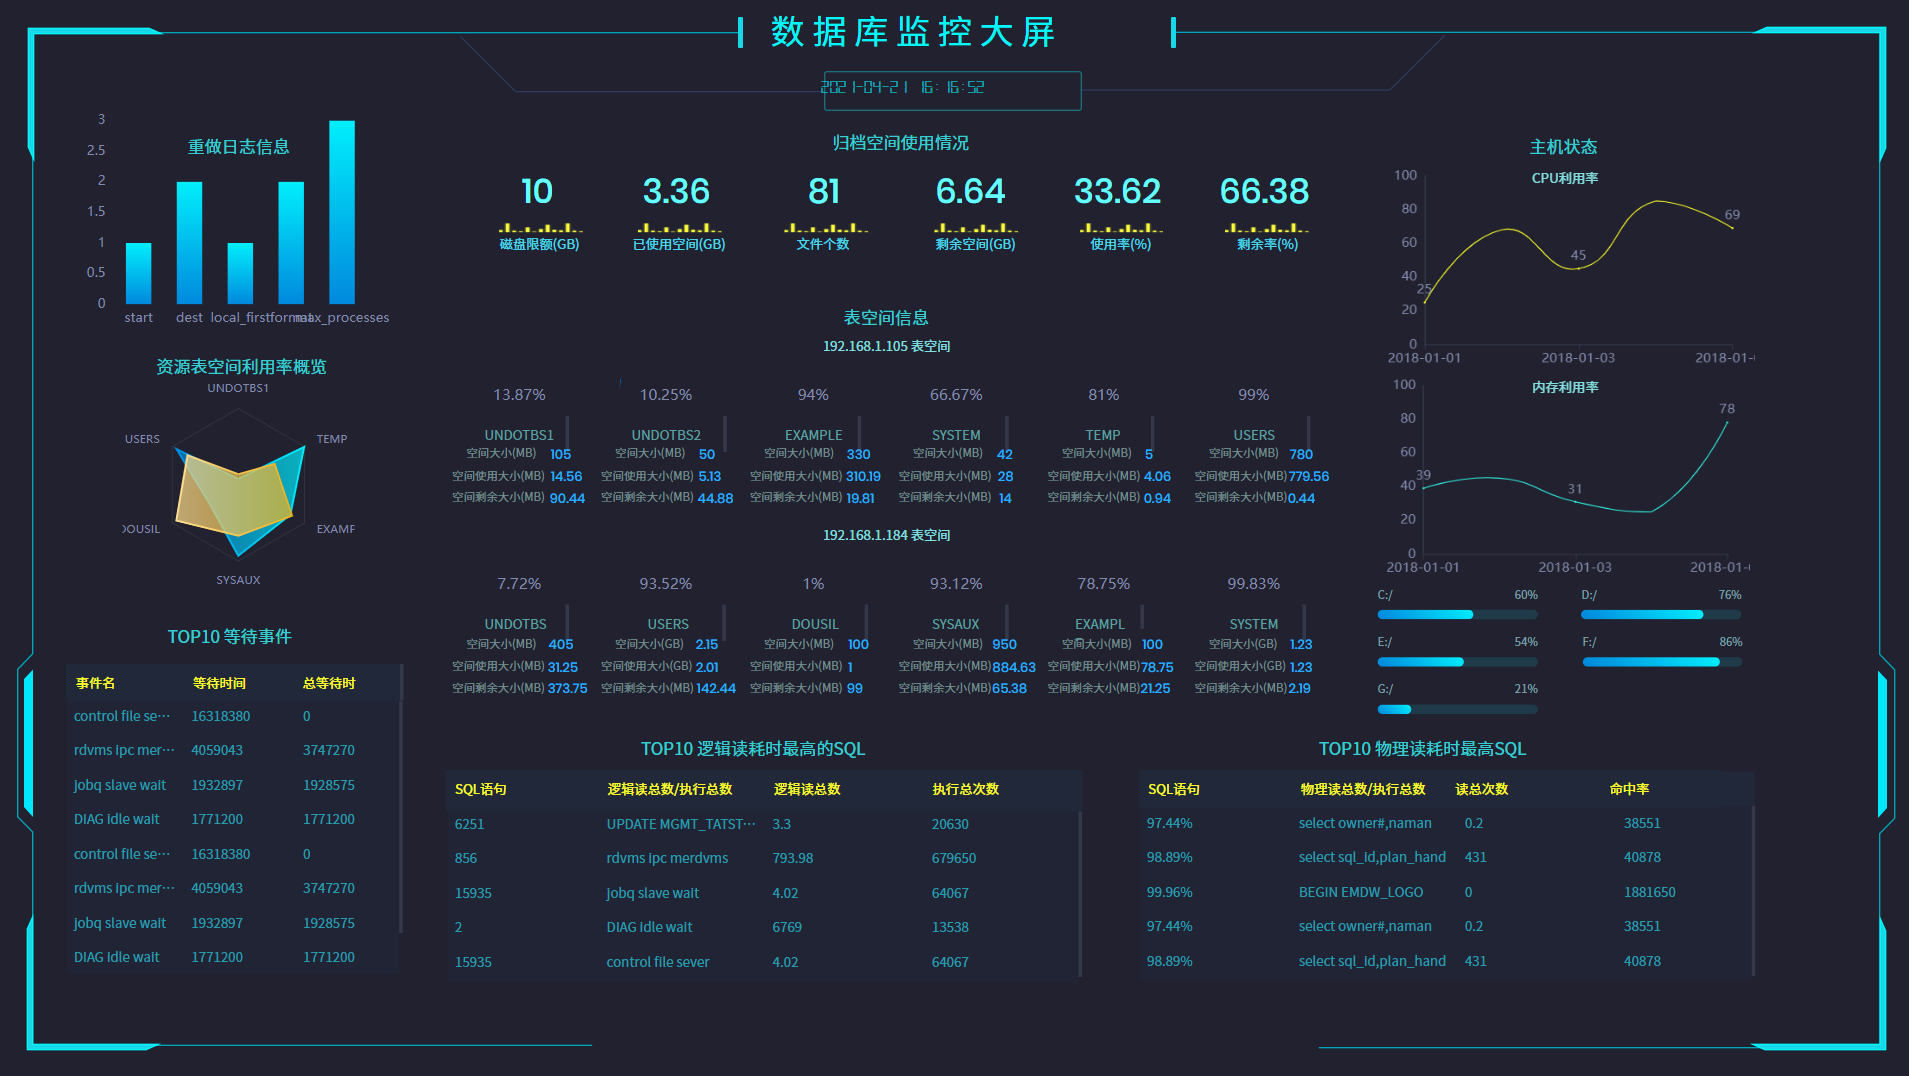 数据库监控大屏
2021-04-21 16:16:52
重做日志信息
3
2.5
2
1.5
1
0.5
0
start dest local_first format max_processes
资源表空间利用率概览
UNDOTBS1
USERS TEMP
DOUSIL EXAMP
SYSAUX
TOP10 等待事件
事件名 等待时间 总等待时
control file se… 16318380 0
rdvms ipc mer… 4059043 3747270
jobq slave wait 1932897 1928575
DIAG idle wait 1771200 1771200
control file se… 16318380 0
rdvms ipc mer… 4059043 3747270
jobq slave wait 1932897 1928575
DIAG idle wait 1771200 1771200
归档空间使用情况
10 3.36 81 6.64 33.62 66.38
磁盘限额(GB) 已使用空间(GB) 文件个数 剩余空间(GB) 使用率(%) 剩余率(%)
表空间信息
192.168.1.105 表空间
13.87% 10.25% 94% 66.67% 81% 99%
UNDOTBS1 UNDOTBS2 EXAMPLE SYSTEM TEMP USERS
空间大小(MB) 105 空间大小(MB) 50 空间大小(MB) 330 空间大小(MB) 42 空间大小(MB) 5 空间大小(MB) 780
空间使用大小(MB) 14.56 空间使用大小(MB) 5.13 空间使用大小(MB) 310.19 空间使用大小(MB) 28 空间使用大小(MB) 4.06 空间使用大小(MB) 779.56
空间剩余大小(MB) 90.44 空间剩余大小(MB) 44.88 空间剩余大小(MB) 19.81 空间剩余大小(MB) 14 空间剩余大小(MB) 0.94 空间剩余大小(MB) 0.44
192.168.1.184 表空间
7.72% 93.52% 1% 93.12% 78.75% 99.83%
UNDOTBS USERS DOUSIL SYSAUX EXAMPL SYSTEM
空间大小(MB) 405 空间大小(GB) 2.15 空间大小(MB) 100 空间大小(MB) 950 空间大小(MB) 100 空间大小(GB) 1.23
空间使用大小(MB) 31.25 空间使用大小(GB) 2.01 空间使用大小(MB) 1 空间使用大小(MB) 884.63 空间使用大小(MB) 78.75 空间使用大小(GB) 1.23
空间剩余大小(MB) 373.75 空间剩余大小(MB) 142.44 空间剩余大小(MB) 99 空间剩余大小(MB) 65.38 空间剩余大小(MB) 21.25 空间剩余大小(MB) 2.19
主机状态
CPU利用率
100
80
60
40
20
0
25 45 69
2018-01-01 2018-01-03 2018-01-
内存利用率
100
80
60
40
20
0
39 31 78
2018-01-01 2018-01-03 2018-01-
C:/ 60% D:/ 76%
E:/ 54% F:/ 86%
G:/ 21%
TOP10 逻辑读耗时最高的SQL
SQL语句 逻辑读总数/执行总数 逻辑读总数 执行总次数
6251 UPDATE MGMT_TATST… 3.3 20630
856 rdvms ipc merdvms 793.98 679650
15935 jobq slave wait 4.02 64067
2 DIAG idle wait 6769 13538
15935 control file sever 4.02 64067
TOP10 物理读耗时最高SQL
SQL语句 物理读总数/执行总数 读总次数 命中率
97.44% select owner#,naman 0.2 38551
98.89% select sql_id,plan_hand 431 40878
99.96% BEGIN EMDW_LOGO 0 1881650
97.44% select owner#,naman 0.2 38551
98.89% select sql_id,plan_hand 431 40878